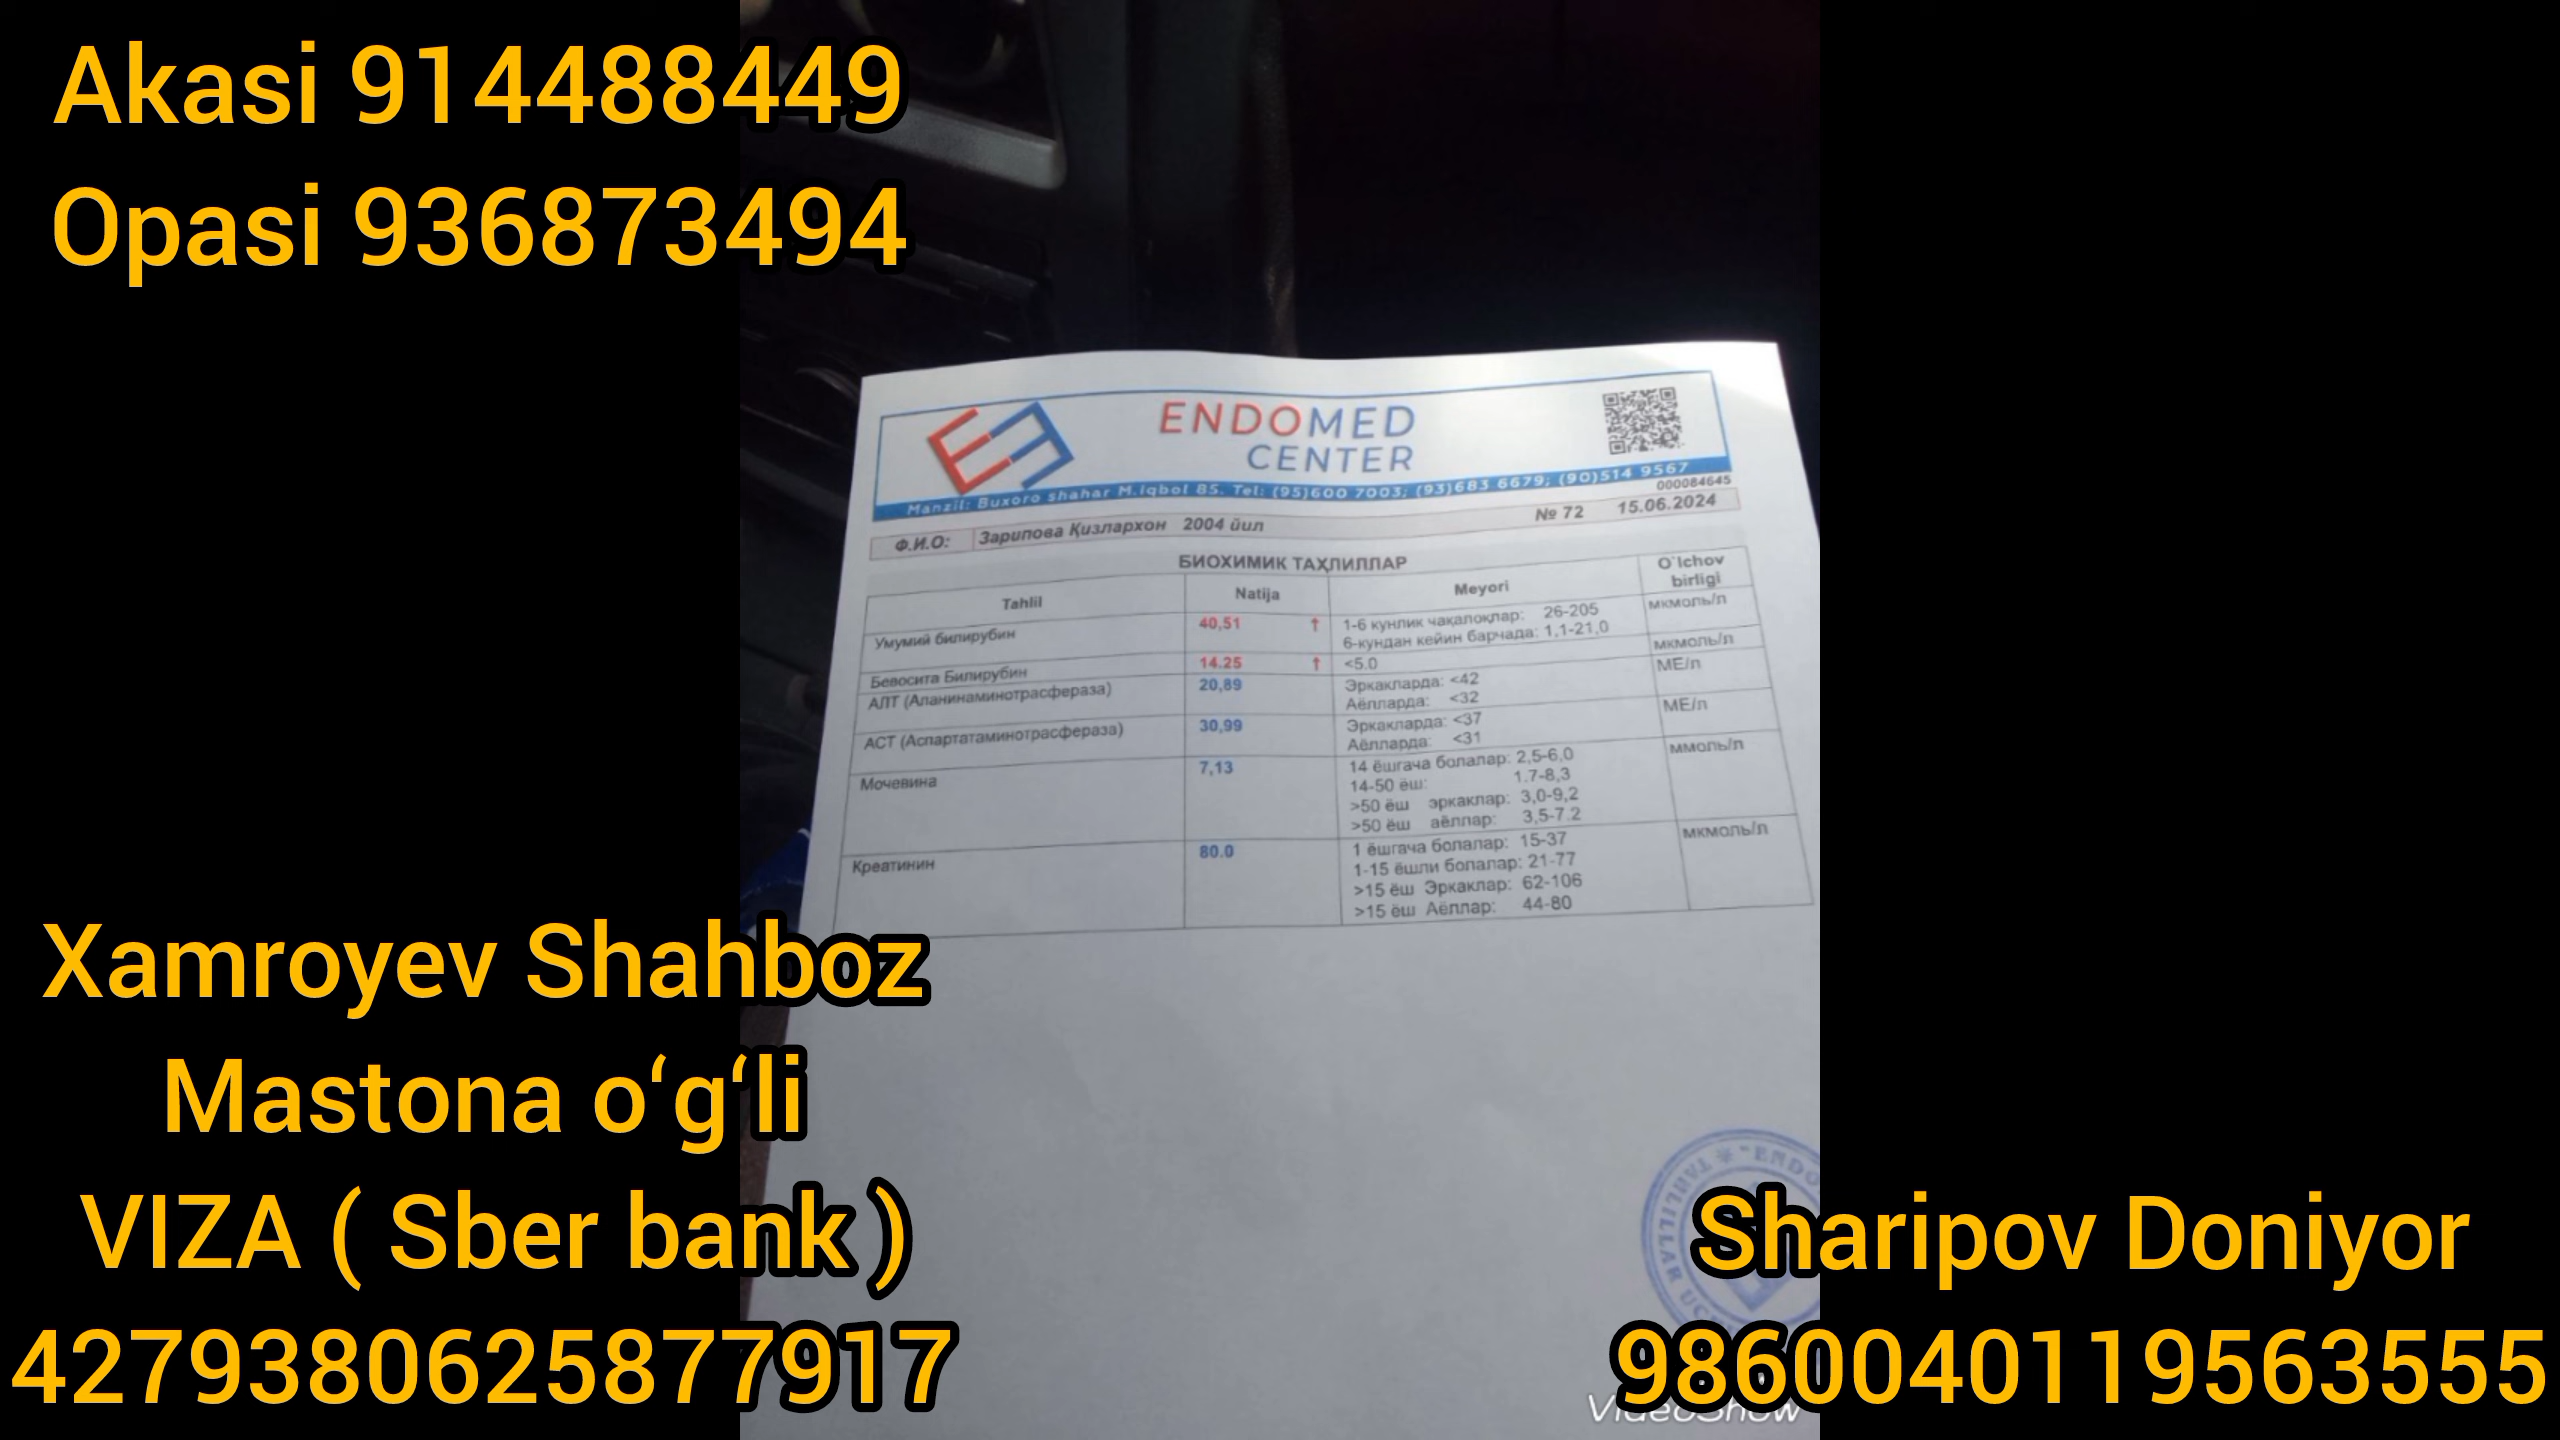 Akasi 914488449
Opasi 936873494
ENDOMED
CENTER
Manzil: Buxoro shahar M.Iqbol 85. Tel: (95)600 7003; (93)683 6679; (90)514 9567
000084645
Ф.И.О: Зарипова Қизлархон 2004 йил № 72 15.06.2024
БИОХИМИК ТАҲЛИЛЛАР
Tahlil Natija Meyori O`lchov birligi
Умумий билирубин 40,51 ↑ 1-6 кунлик чақалоқлар: 26-205 мкмоль/л
6-кундан кейин барчада: 1,1-21,0
Бевосита Билирубин 14.25 ↑ <5.0 мкмоль/л
АЛТ (Аланинаминотрасфераза) 20,89 Эркакларда: <42 МЕ/л
Аёлларда: <32
АСТ (Аспартатаминотрасфераза) 30,99 Эркакларда: <37 МЕ/л
Аёлларда: <31
Мочевина 7,13 14 ёшгача болалар: 2,5-6,0 ммоль/л
14-50 ёш: 1.7-8,3
>50 ёш эркаклар: 3,0-9,2
>50 ёш аёллар: 3,5-7.2
Креатинин 80.0 1 ёшгача болалар: 15-37 мкмоль/л
1-15 ёшли болалар: 21-77
>15 ёш Эркаклар: 62-106
>15 ёш Аёллар: 44-80
Xamroyev Shahboz
Mastona o‘g‘li
VIZA ( Sber bank )
4279380625877917
Sharipov Doniyor
9860040119563555
VideoShow